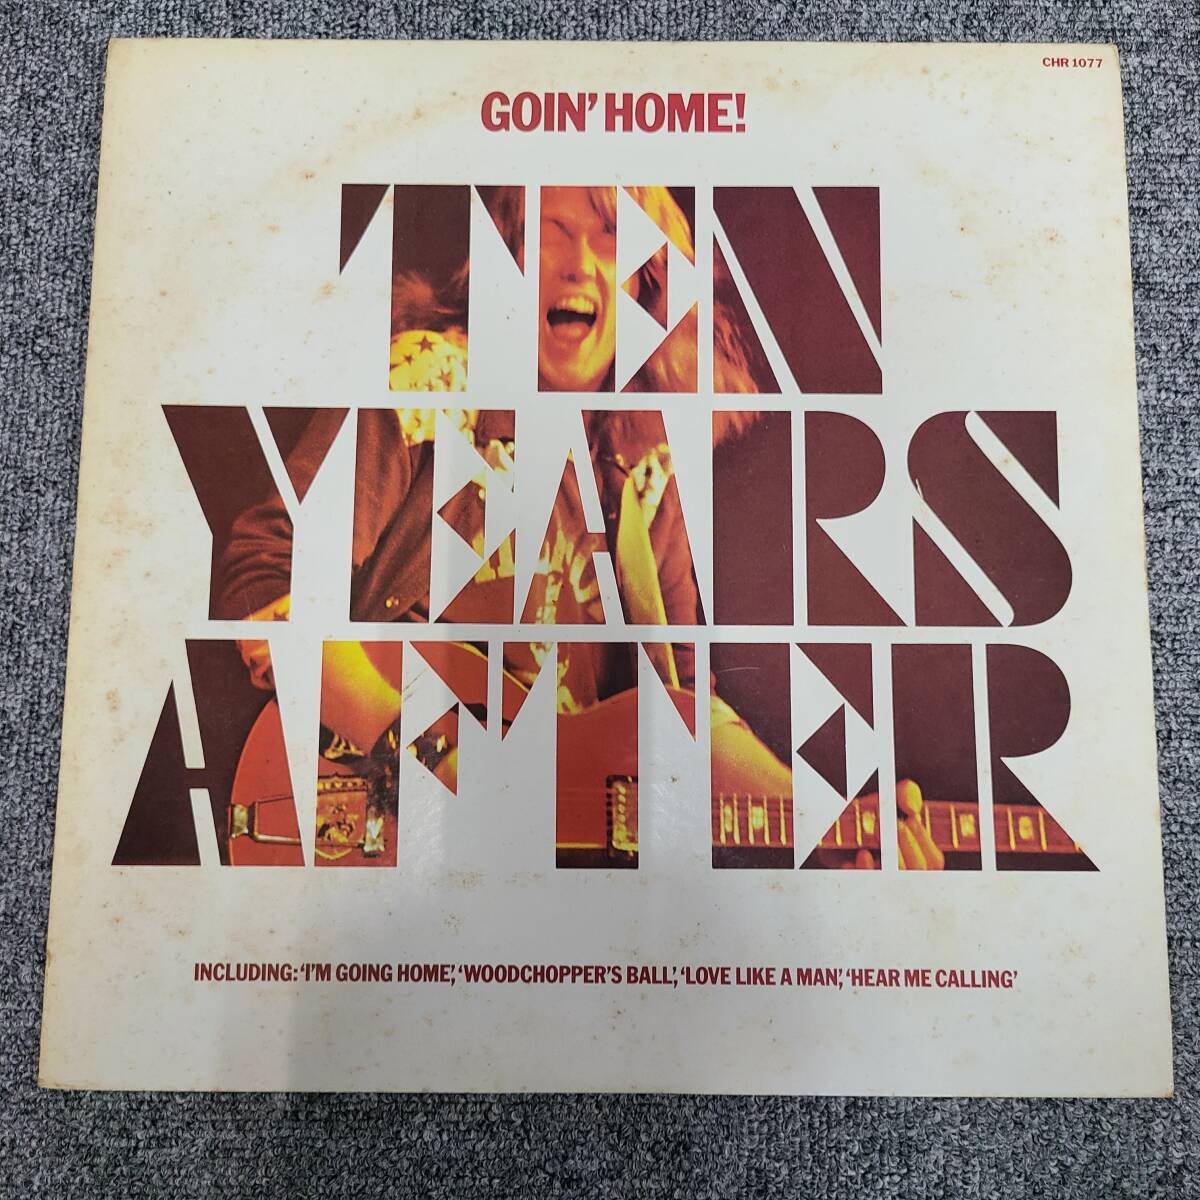 CHR 1077
GOIN' HOME!
TEN
YEARS
AFTER
INCLUDING: 'I'M GOING HOME', 'WOODCHOPPER'S BALL', 'LOVE LIKE A MAN', 'HEAR ME CALLING'